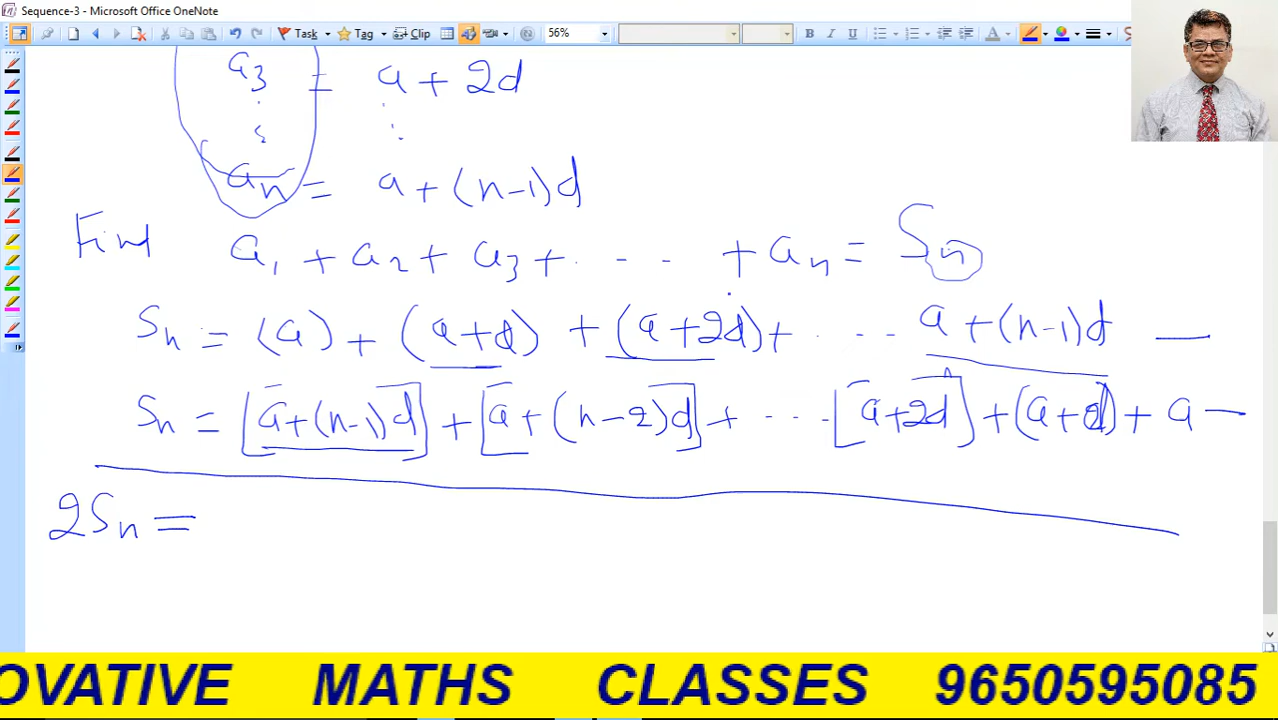 Sequence-3 - Microsoft Office OneNote
Task Tag Clip 56% B I U A
a3 = a + 2d
an = a + (n-1)d
Find a1 + a2 + a3 + ... + an = Sn
Sn = (a) + (a+d) + (a+2d) + ... a + (n-1)d —
Sn = [a+(n-1)d] + [a+(n-2)d] + ... [a+2d] + (a+d) + a —
2Sn =
OVATIVE MATHS CLASSES 9650595085